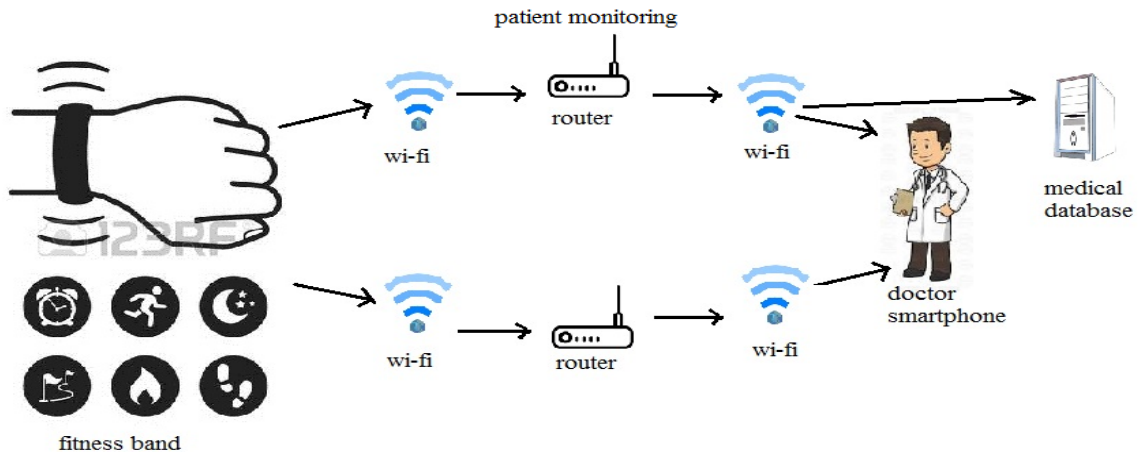 patient monitoring
router
wi-fi
wi-fi
medical
database
123RF
doctor
smartphone
wi-fi
router
wi-fi
fitness band